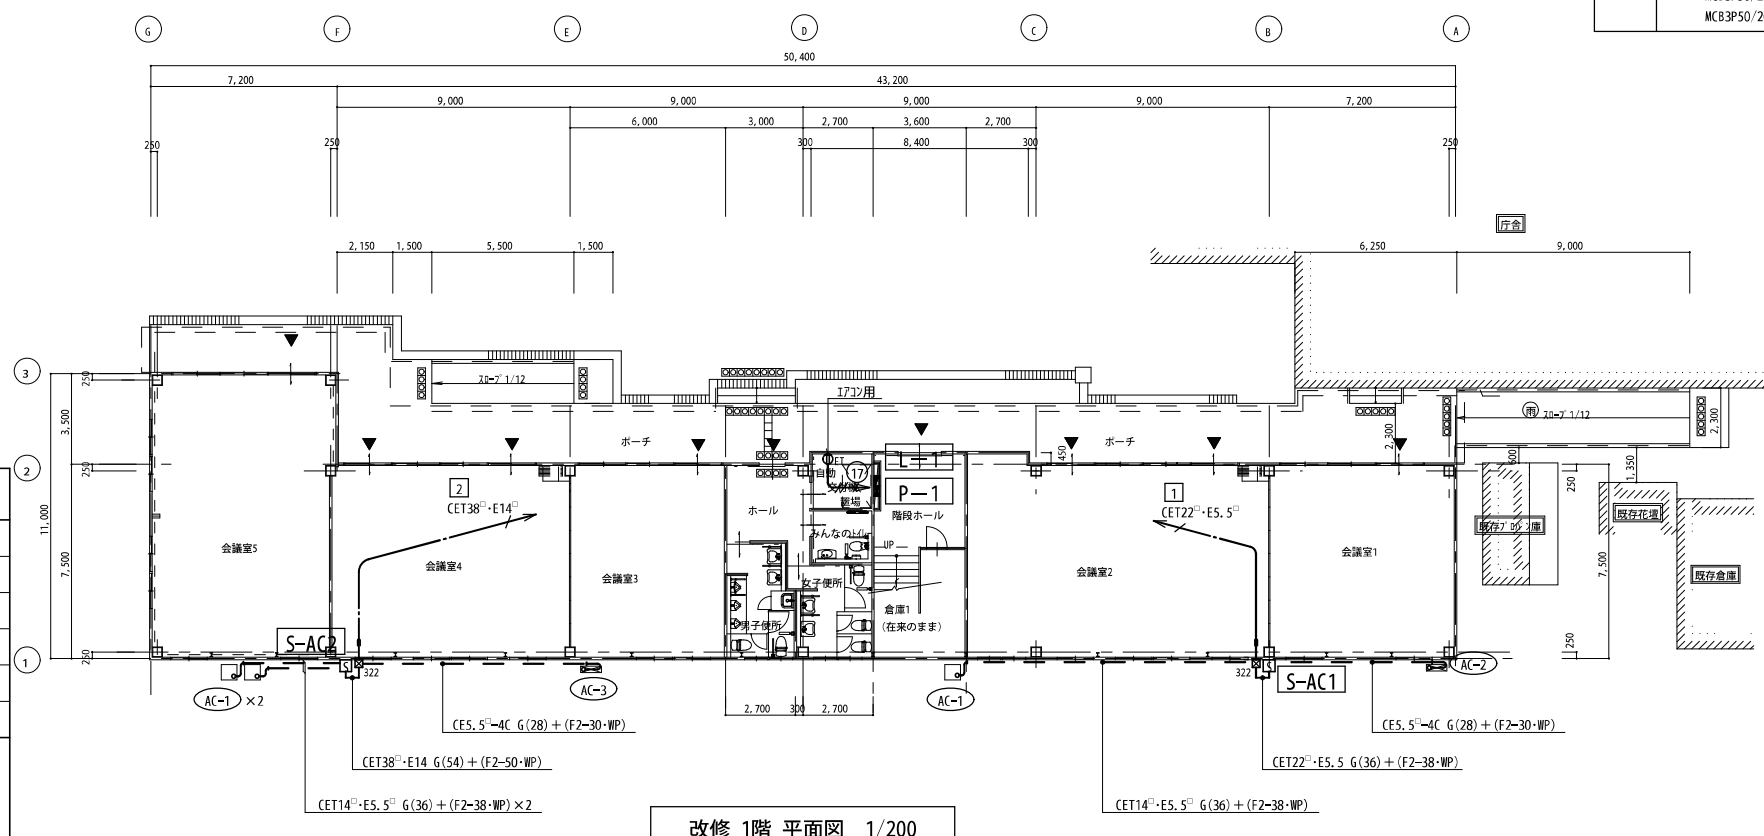 MCB3P50/2
G
F
E
D
C
B
A
50,400
7,200
43,200
9,000
9,000
9,000
9,000
7,200
6,000
3,000
2,700
3,600
2,700
250
250
300
8,400
300
250
庁舎
2,150
1,500
5,500
1,500
6,250
9,000
3
250
スロープ 1/12
エアコン用
雨
スロープ 1/12
2,300
2,300
3,500
ポーチ
ポーチ
450
600
1,350
2
250
250
L-1
ET
自動
17
P-1
2
CET38□・E14□
1
CET22□・E5.5□
置場
ホール
階段ホール
既存花壇
11,000
7,500
7,500
みんなのトイレ
UP
会議室5
会議室4
会議室3
会議室2
会議室1
既存倉庫
女子便所
倉庫1
(在来のまま)
男子便所
S-AC2
250
250
1
322
322
AC-1
×2
AC-3
AC-1
S-AC1
AC-2
2,700
300
2,700
CE5.5□-4C G(28)+(F2-30・WP)
CE5.5□-4C G(28)+(F2-30・WP)
CET38□・E14 G(54)+(F2-50・WP)
CET22□・E5.5 G(36)+(F2-38・WP)
CET14□・E5.5□ G(36)+(F2-38・WP)×2
CET14□・E5.5□ G(36)+(F2-38・WP)
改修 1階 平面図 1/200